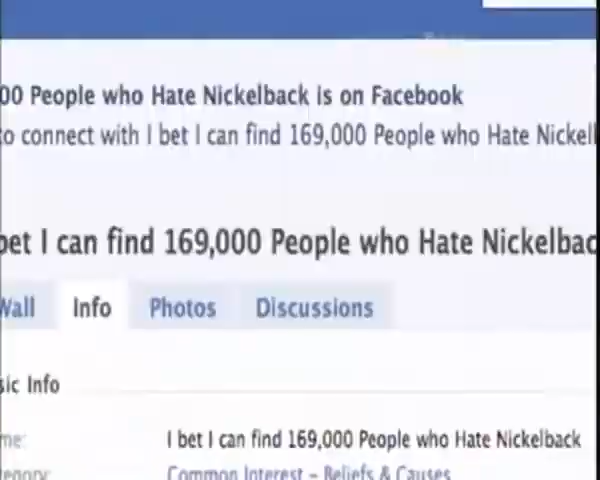 00 People who Hate Nickelback is on Facebook
to connect with I bet I can find 169,000 People who Hate Nickell
bet I can find 169,000 People who Hate Nickelbac
Wall Info Photos Discussions
sic Info
me: I bet I can find 169,000 People who Hate Nickelback
tegory: Common Interest – Beliefs & Causes